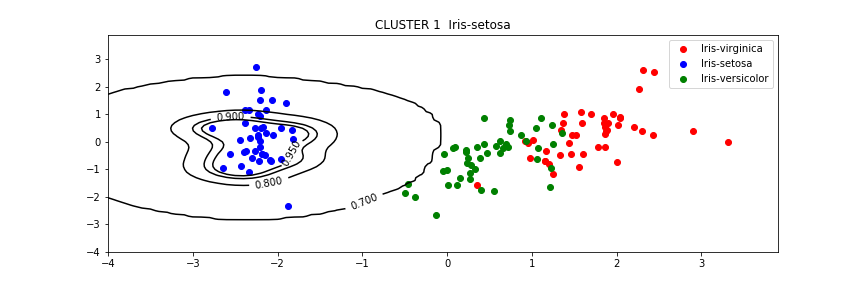 CLUSTER 1 Iris-setosa
Iris-virginica
Iris-setosa
Iris-versicolor
3
2
1
0
−1
−2
−3
−4
0.900
0.950
0.800
0.700
−4 −3 −2 −1 0 1 2 3